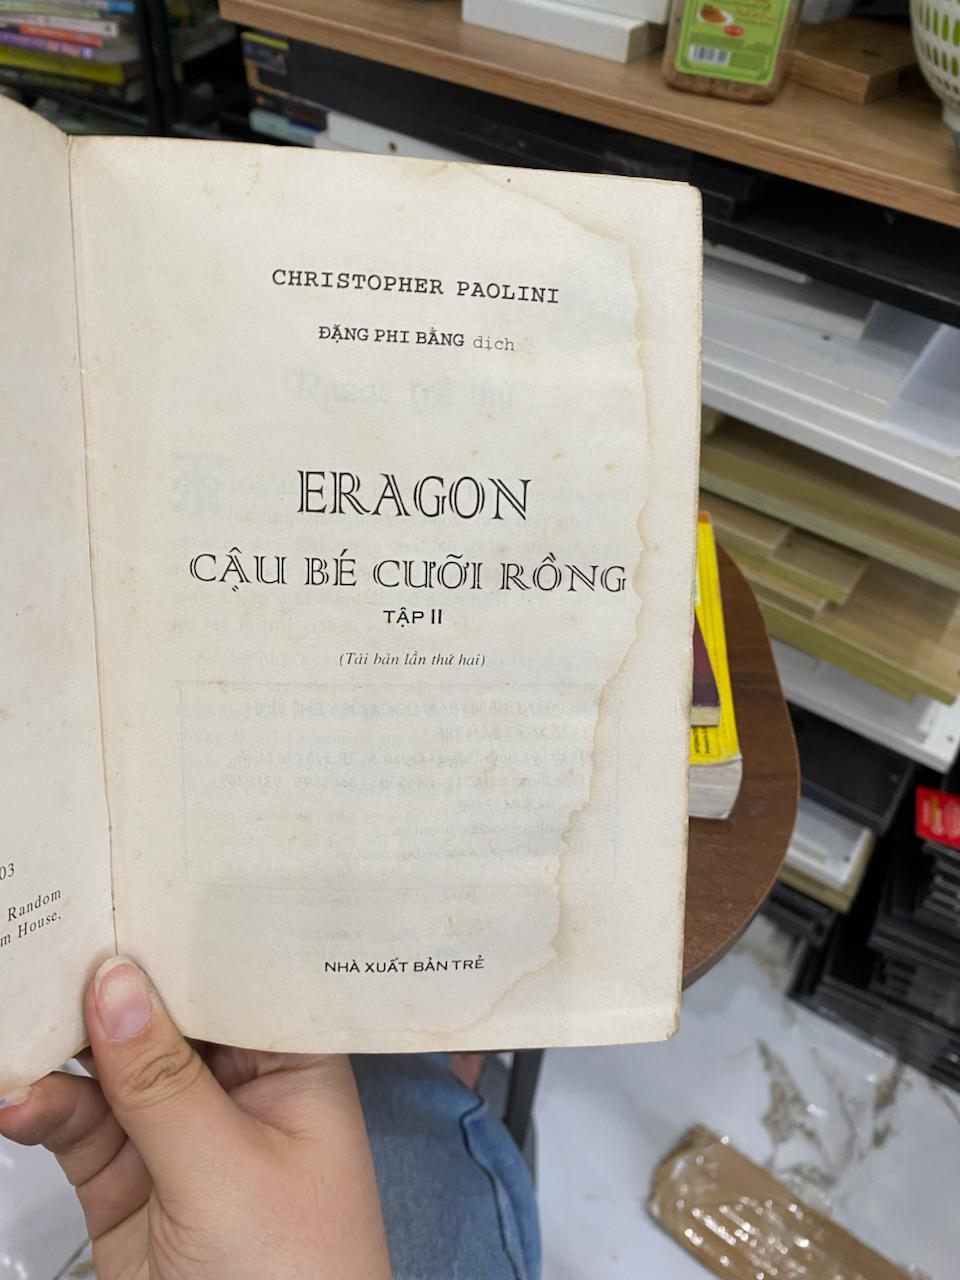 03
Random
m House,
CHRISTOPHER PAOLINI
ĐẶNG PHI BẰNG dịch
ERAGON
CẬU BÉ CƯỠI RỒNG
TẬP II
(Tái bản lần thứ hai)
NHÀ XUẤT BẢN TRẺ